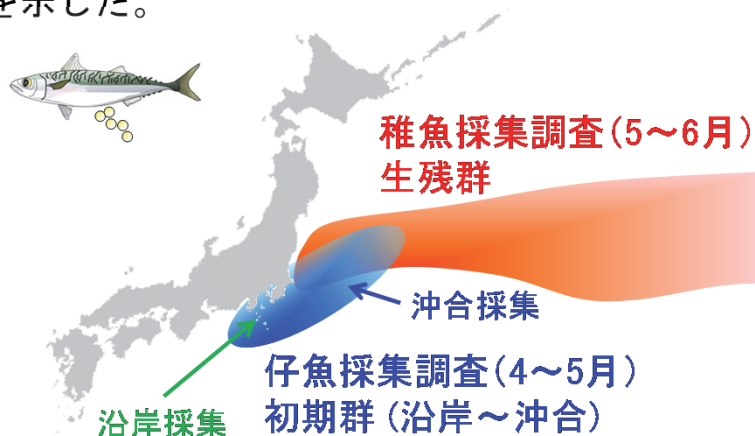 を示した。
稚魚採集調査（5～6月）
生残群
沖合採集
仔魚採集調査（4～5月）
初期群（沿岸～沖合）
沿岸採集